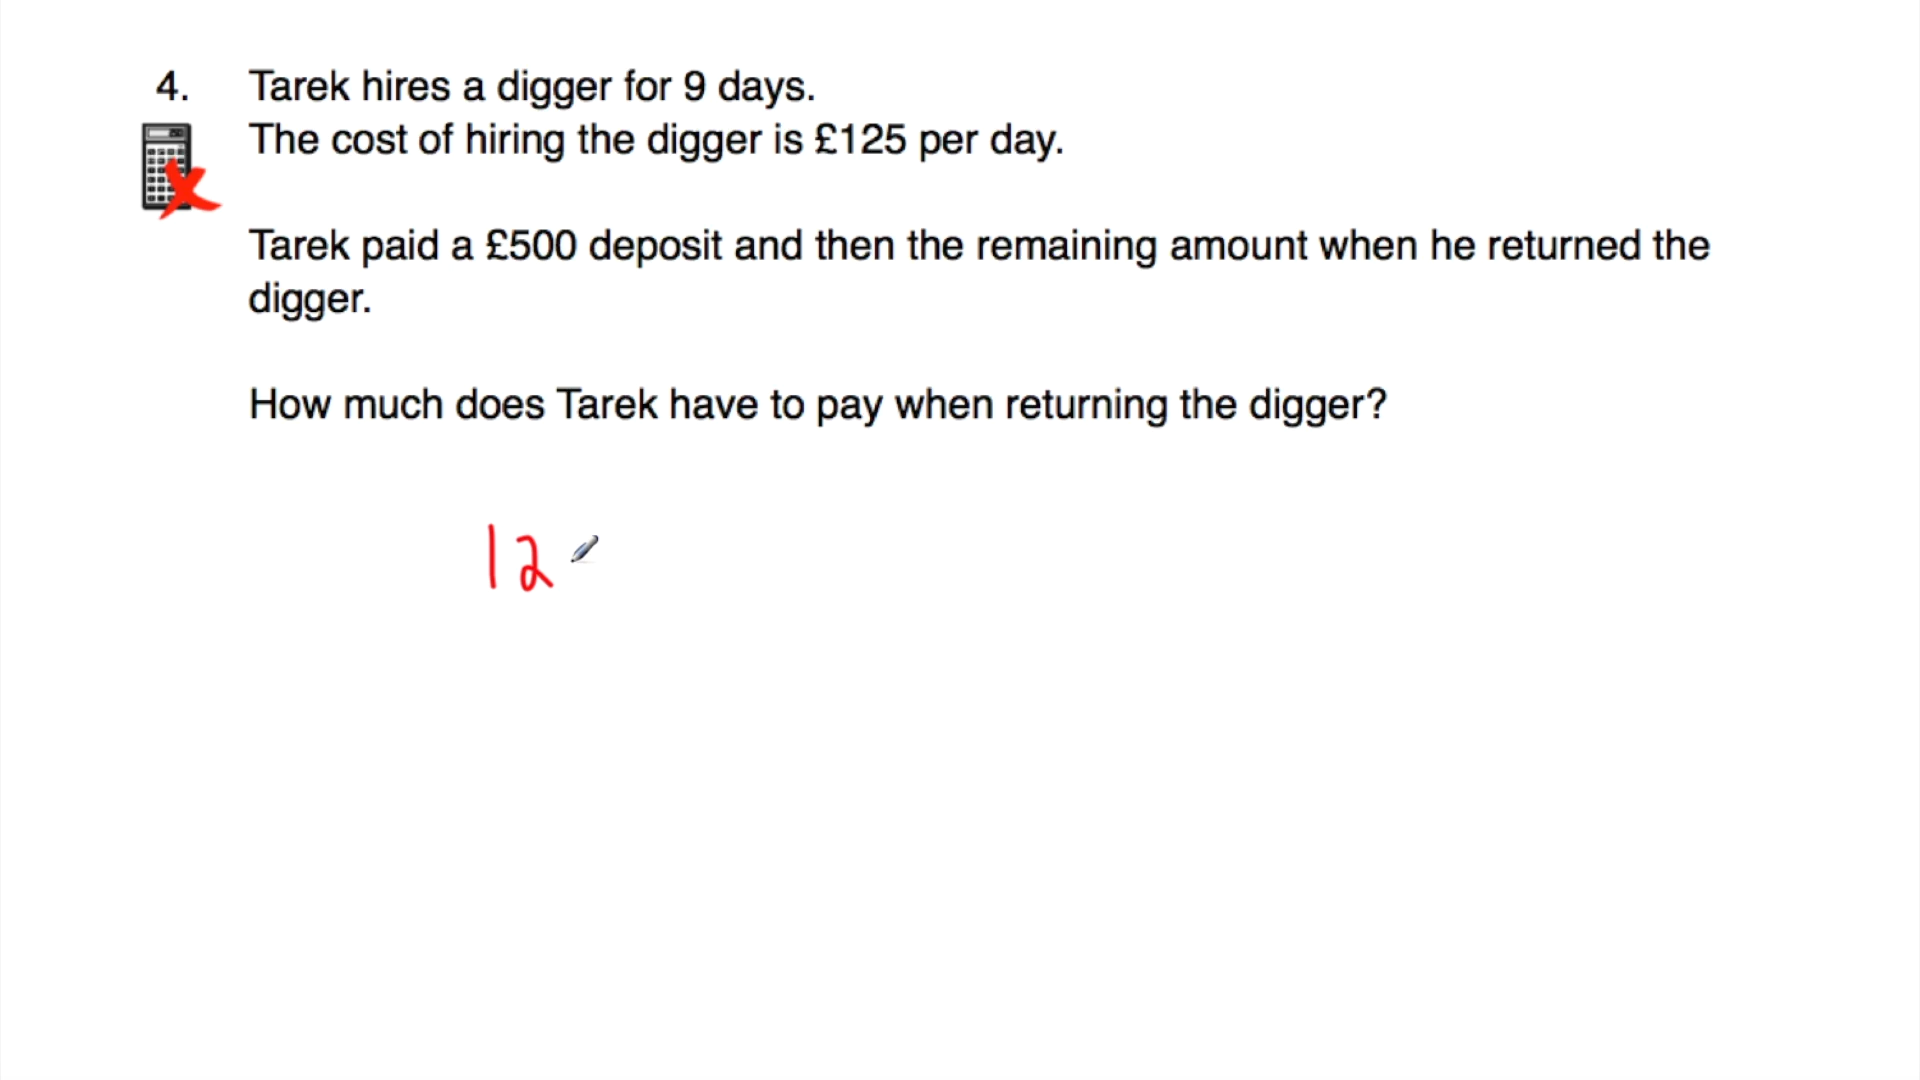 4. Tarek hires a digger for 9 days.
The cost of hiring the digger is £125 per day.
Tarek paid a £500 deposit and then the remaining amount when he returned the
digger.
How much does Tarek have to pay when returning the digger?
12